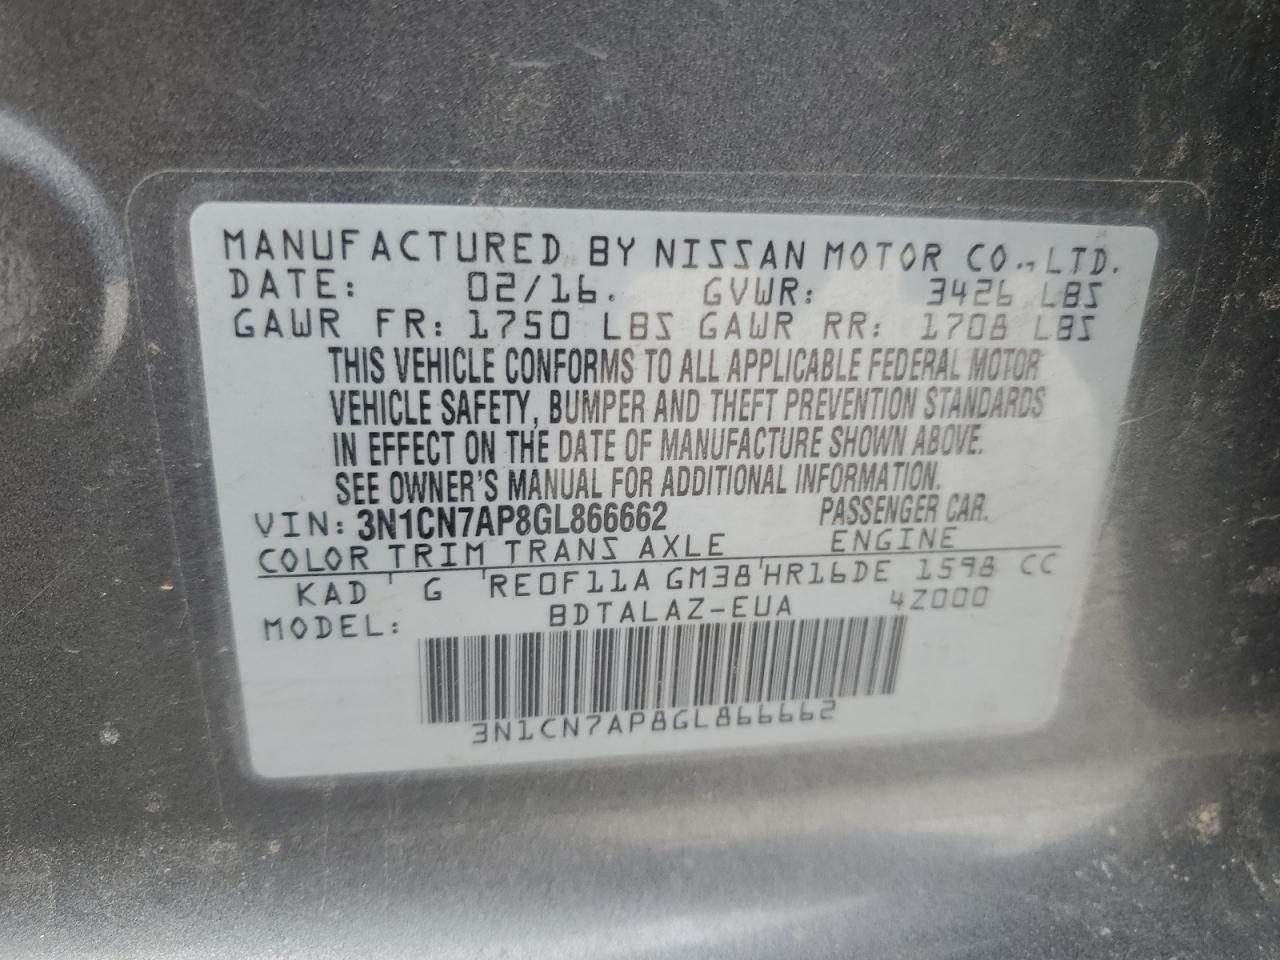 MANUFACTURED BY NISSAN MOTOR CO., LTD.
DATE: 02/16. GVWR: 3426 LBS
GAWR FR: 1750 LBS GAWR RR: 1708 LBS
THIS VEHICLE CONFORMS TO ALL APPLICABLE FEDERAL MOTOR
VEHICLE SAFETY, BUMPER AND THEFT PREVENTION STANDARDS
IN EFFECT ON THE DATE OF MANUFACTURE SHOWN ABOVE.
SEE OWNER'S MANUAL FOR ADDITIONAL INFORMATION.
VIN: 3N1CN7AP8GL866662 PASSENGER CAR.
COLOR TRIM TRANS AXLE ENGINE
KAD G RE0F11A GM38 HR16DE 1598 CC
MODEL: BDTALAZ-EUA 4Z000
3N1CN7AP8GL866662